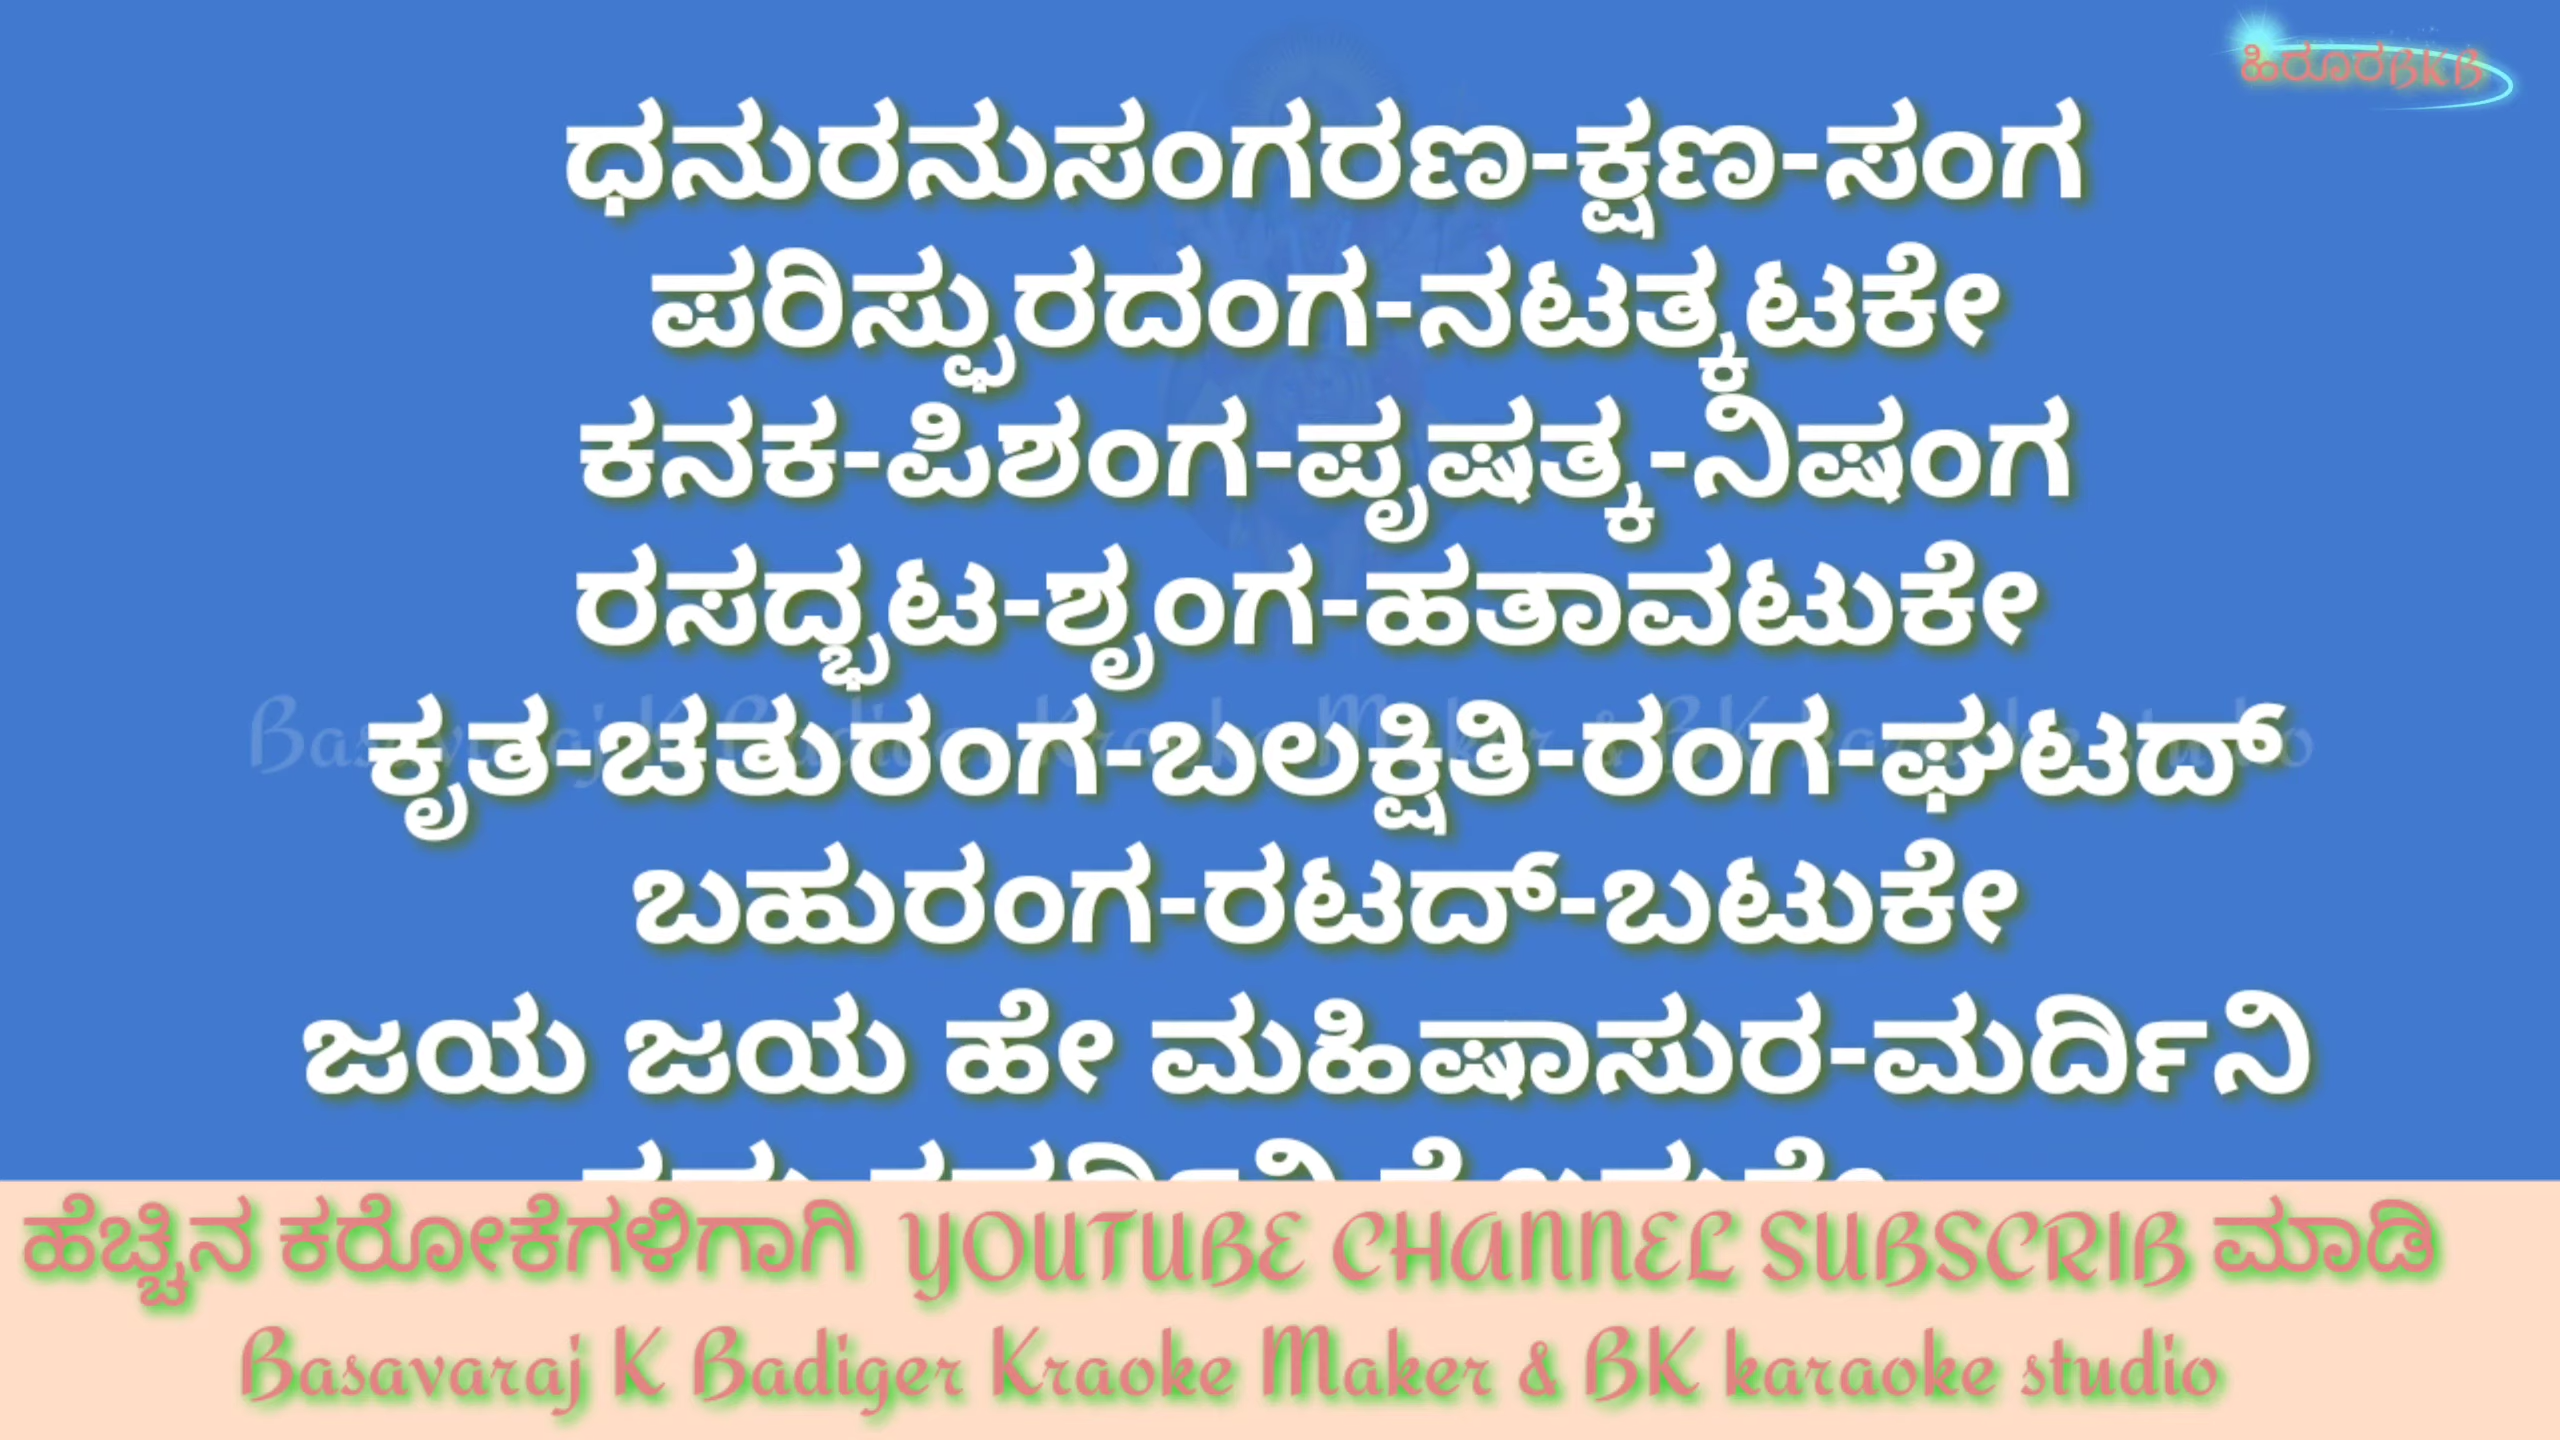 ಹಿರೂರBKB
ಧನುರನುಸಂಗರಣ-ಕ್ಷಣ-ಸಂಗ
ಪರಿಸ್ಫುರದಂಗ-ನಟತ್ಕಟಕೇ
ಕನಕ-ಪಿಶಂಗ-ಪೃಷತ್ಕ-ನಿಷಂಗ
ರಸದ್ಭಟ-ಶೃಂಗ-ಹತಾವಟುಕೇ
ಕೃತ-ಚತುರಂಗ-ಬಲಕ್ಷಿತಿ-ರಂಗ-ಘಟದ್
ಬಹುರಂಗ-ರಟದ್-ಬಟುಕೇ
ಜಯ ಜಯ ಹೇ ಮಹಿಷಾಸುರ-ಮರ್ದಿನಿ
ಹೆಚ್ಚಿನ ಕರೋಕೆಗಳಿಗಾಗಿ YOUTUBE CHANNEL SUBSCRIB ಮಾಡಿ
Basavaraj K Badiger Kraoke Maker & BK karaoke studio